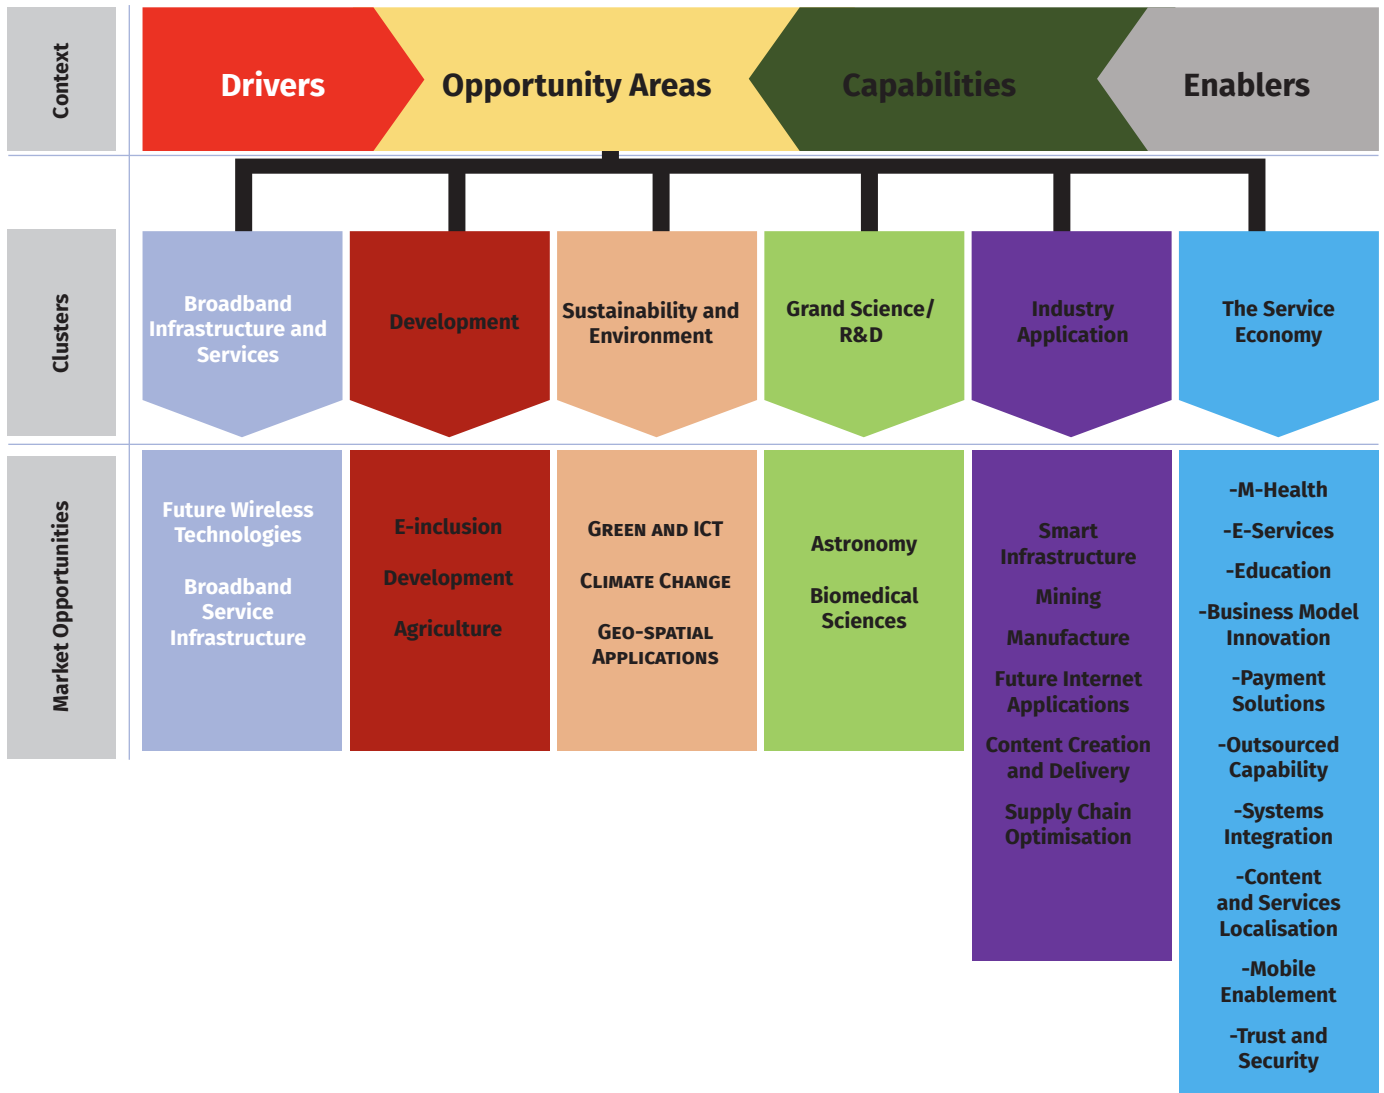 Context
Drivers
Opportunity Areas
Capabilities
Enablers
Clusters
Broadband
Infrastructure and
Services
Development
Sustainability and
Environment
Grand Science/
R&D
Industry
Application
The Service
Economy
Market Opportunities
Future Wireless
Technologies
Broadband
Service
Infrastructure
E-inclusion
Development
Agriculture
Green and ICT
Climate Change
Geo-spatial
Applications
Astronomy
Biomedical
Sciences
Smart
Infrastructure
Mining
Manufacture
Future Internet
Applications
Content Creation
and Delivery
Supply Chain
Optimisation
-M-Health
-E-Services
-Education
-Business Model
Innovation
-Payment
Solutions
-Outsourced
Capability
-Systems
Integration
-Content
and Services
Localisation
-Mobile
Enablement
-Trust and
Security